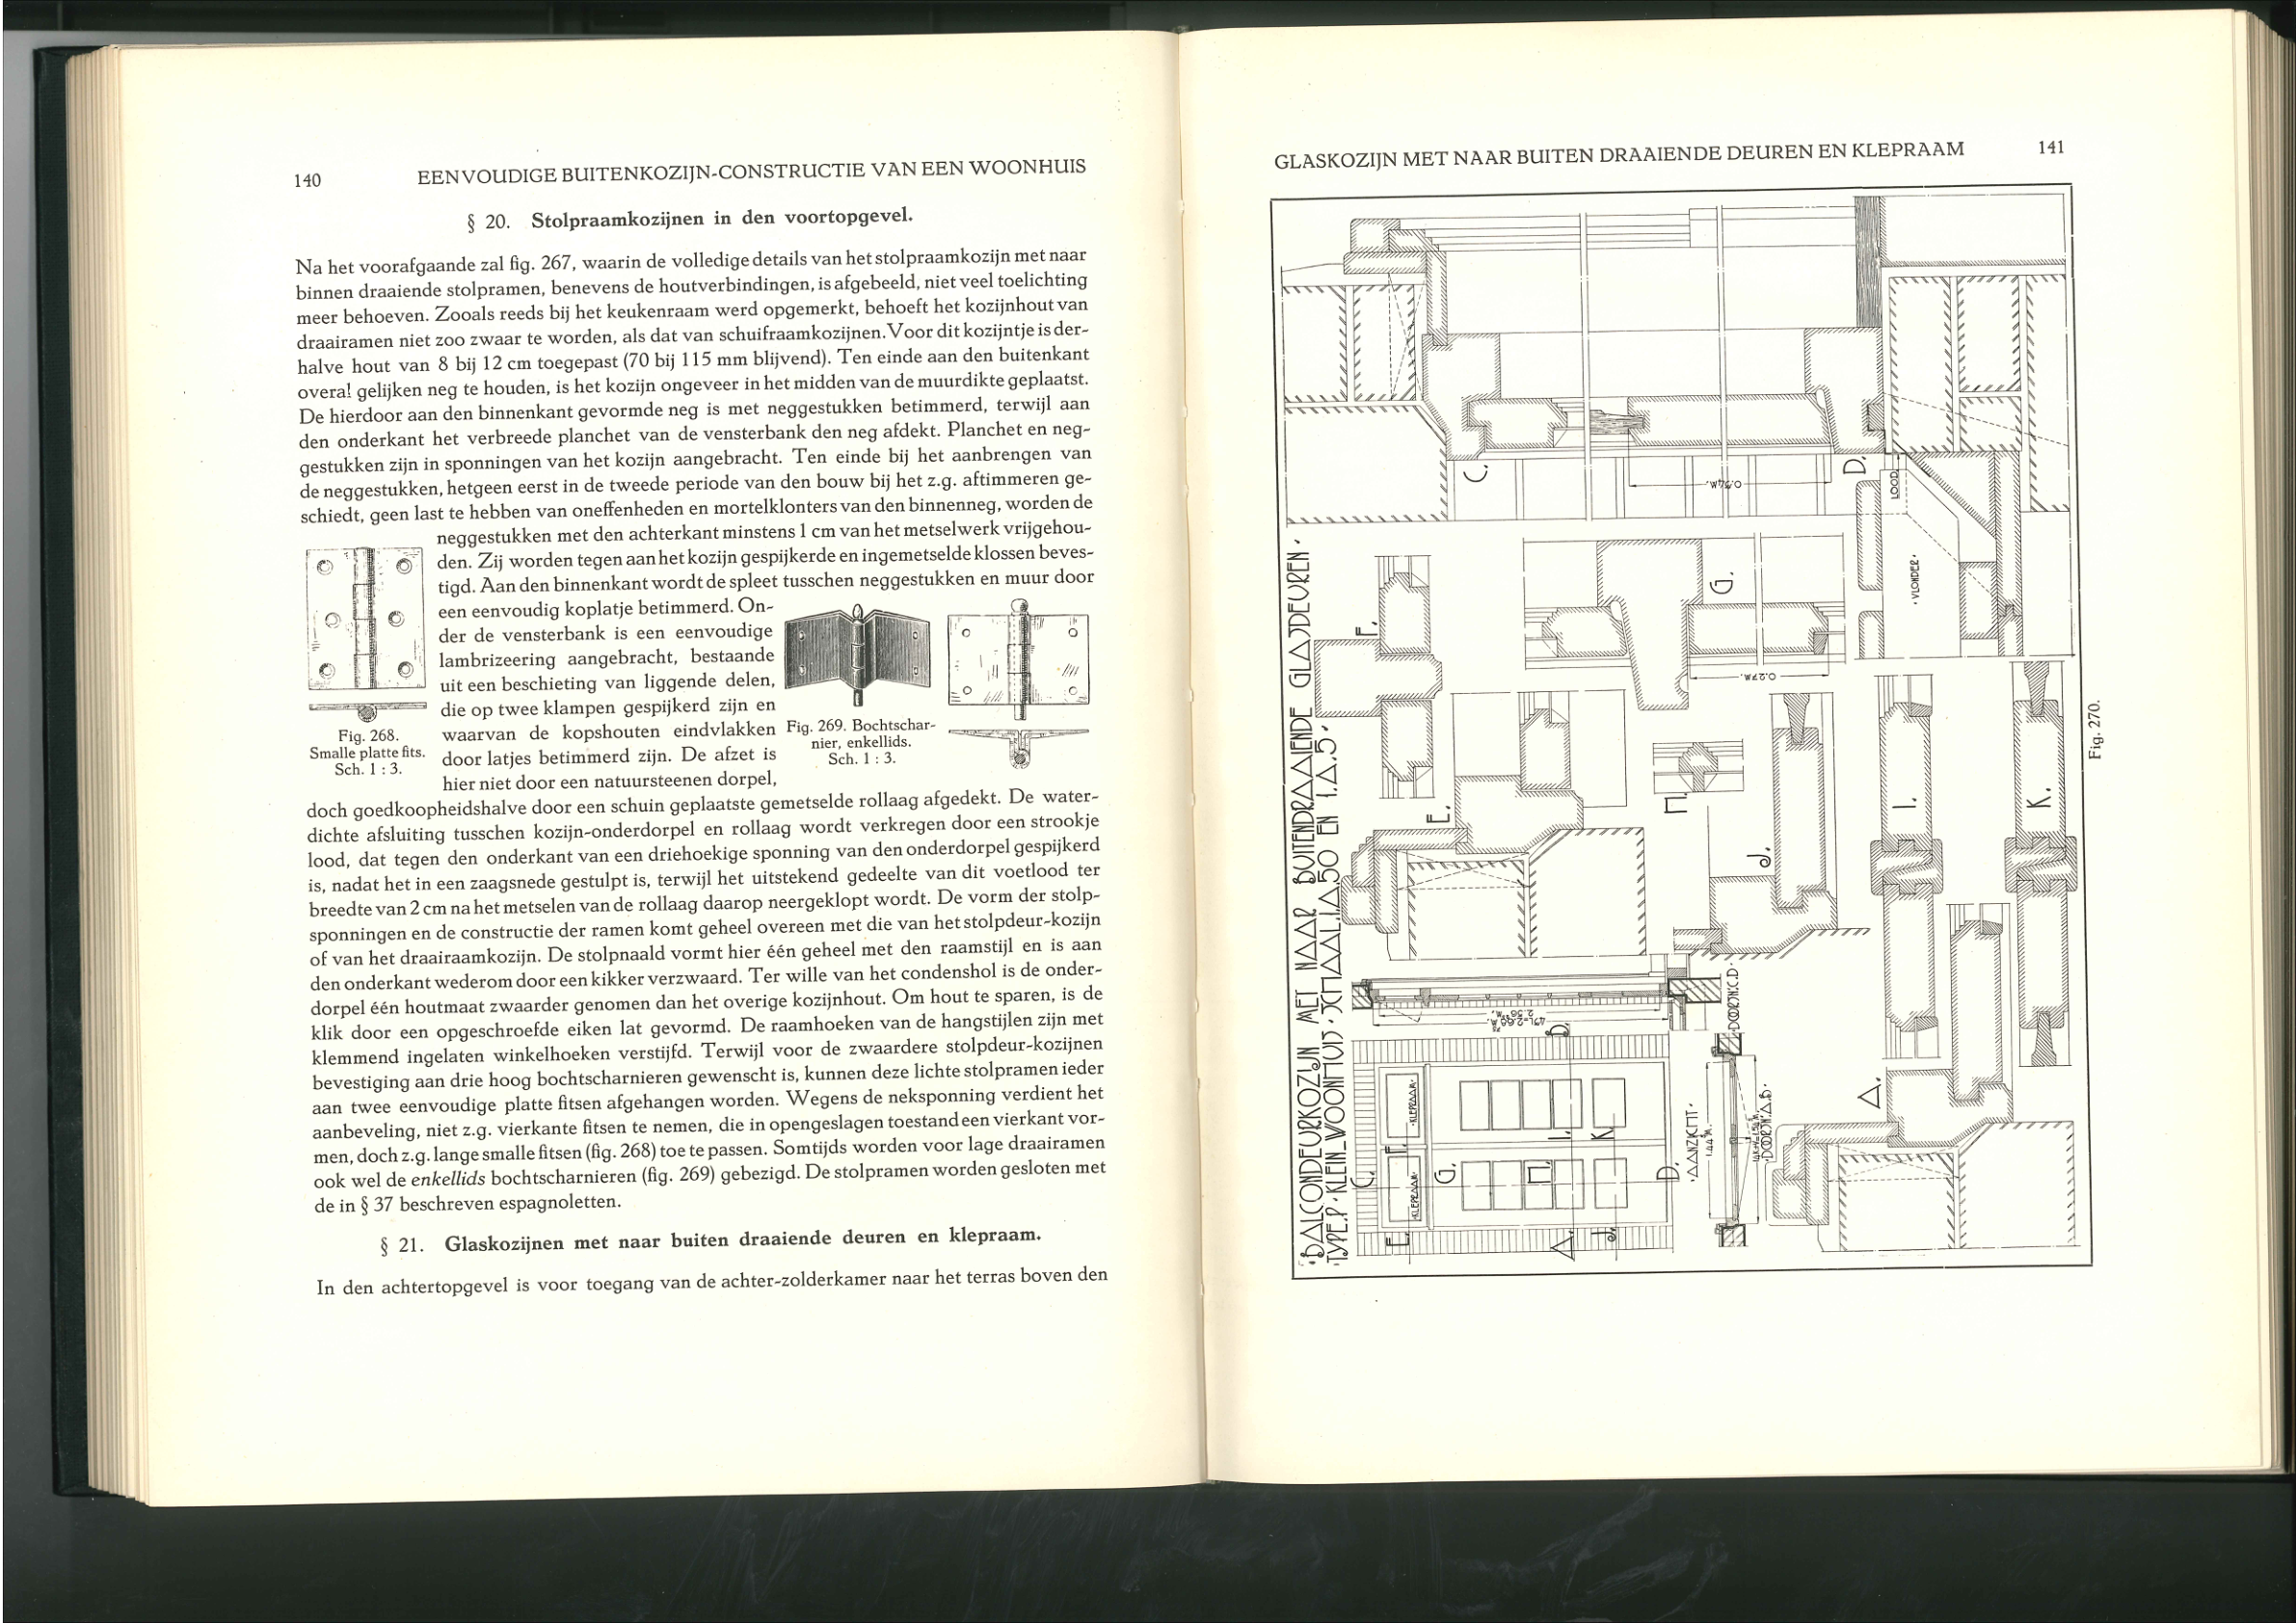 140
EENVOUDIGE BUITENKOZIJN-CONSTRUCTIE VAN EEN WOONHUIS
§ 20. Stolpraamkozijnen in den voortopgevel.
Na het voorafgaande zal fig. 267, waarin de volledige details van het stolpraamkozijn met naar
binnen draaiende stolpramen, benevens de houtverbindingen, is afgebeeld, niet veel toelichting
meer behoeven. Zooals reeds bij het keukenraam werd opgemerkt, behoeft het kozijnhout van
draairamen niet zoo zwaar te worden, als dat van schuifraamkozijnen. Voor dit kozijntje is der-
halve hout van 8 bij 12 cm toegepast (70 bij 115 mm blijvend). Ten einde aan den buitenkant
overal gelijken neg te houden, is het kozijn ongeveer in het midden van de muurdikte geplaatst.
De hierdoor aan den binnenkant gevormde neg is met neggestukken betimmerd, terwijl aan
den onderkant het verbreede planchet van de vensterbank den neg afdekt. Planchet en neg-
gestukken zijn in sponningen van het kozijn aangebracht. Ten einde bij het aanbrengen van
de neggestukken, hetgeen eerst in de tweede periode van den bouw bij het z.g. aftimmeren ge-
schiedt, geen last te hebben van oneffenheden en mortelklonters van den binnenneg, worden de
neggestukken met den achterkant minstens 1 cm van het metselwerk vrijgehou-
den. Zij worden tegen aan het kozijn gespijkerde en ingemetselde klossen beves-
tigd. Aan den binnenkant wordt de spleet tusschen neggestukken en muur door
een eenvoudig koplatje betimmerd. On-
der de vensterbank is een eenvoudige
lambrizeering aangebracht, bestaande
uit een beschieting van liggende delen,
die op twee klampen gespijkerd zijn en
waarvan de kopshouten eindvlakken
door latjes betimmerd zijn. De afzet is
hier niet door een natuursteenen dorpel,
Fig. 268.
Smalle platte fits.
Sch. 1 : 3.
Fig. 269. Bochtschar-
nier, enkellids.
Sch. 1 : 3.
doch goedkoopheidshalve door een schuin geplaatste gemetselde rollaag afgedekt. De water-
dichte afsluiting tusschen kozijn-onderdorpel en rollaag wordt verkregen door een strookje
lood, dat tegen den onderkant van een driehoekige sponning van den onderdorpel gespijkerd
is, nadat het in een zaagsnede gestulpt is, terwijl het uitstekend gedeelte van dit voetlood ter
breedte van 2 cm na het metselen van de rollaag daarop neergeklopt wordt. De vorm der stolp-
sponningen en de constructie der ramen komt geheel overeen met die van het stolpdeur-kozijn
of van het draairaamkozijn. De stolpnaald vormt hier één geheel met den raamstijl en is aan
den onderkant wederom door een kikker verzwaard. Ter wille van het condenshol is de onder-
dorpel één houtmaat zwaarder genomen dan het overige kozijnhout. Om hout te sparen, is de
klik door een opgeschroefde eiken lat gevormd. De raamhoeken van de hangstijlen zijn met
klemmend ingelaten winkelhoeken verstijfd. Terwijl voor de zwaardere stolpdeur-kozijnen
bevestiging aan drie hoog bochtscharnieren gewenscht is, kunnen deze lichte stolpramen ieder
aan twee eenvoudige platte fitsen afgehangen worden. Wegens de neksponning verdient het
aanbeveling, niet z.g. vierkante fitsen te nemen, die in opengeslagen toestand een vierkant vor-
men, doch z.g. lange smalle fitsen (fig. 268) toe te passen. Somtijds worden voor lage draairamen
ook wel de enkellids bochtscharnieren (fig. 269) gebezigd. De stolpramen worden gesloten met
de in § 37 beschreven espagnoletten.
§ 21. Glaskozijnen met naar buiten draaiende deuren en klepraam.
In den achtertopgevel is voor toegang van de achter-zolderkamer naar het terras boven den
GLASKOZIJN MET NAAR BUITEN DRAAIENDE DEUREN EN KLEPRAAM
141
·BALCONDEURKOZIJN MET NAAR BUITENDRAAIENDE GLASDEUREN·
·TYPE.P·KLEIN_WOONHUIS·SCHAAL.1A.50 EN 1.A.5·
C.
D.
0.54 M.
LOOD
·VLONDER·
F.
G.
0.27 M.
E.
H.
J.
I.
K.
A.
C.
G.
E.
F.
H.
I.
K.
A.
J.
B.
D.
·KLEPRAAM·
·KLEPRAAM·
·AANZICHT·
·DOORSN.C.D·
·DOORSN.A.B·
1.44 M.
Fig. 270.